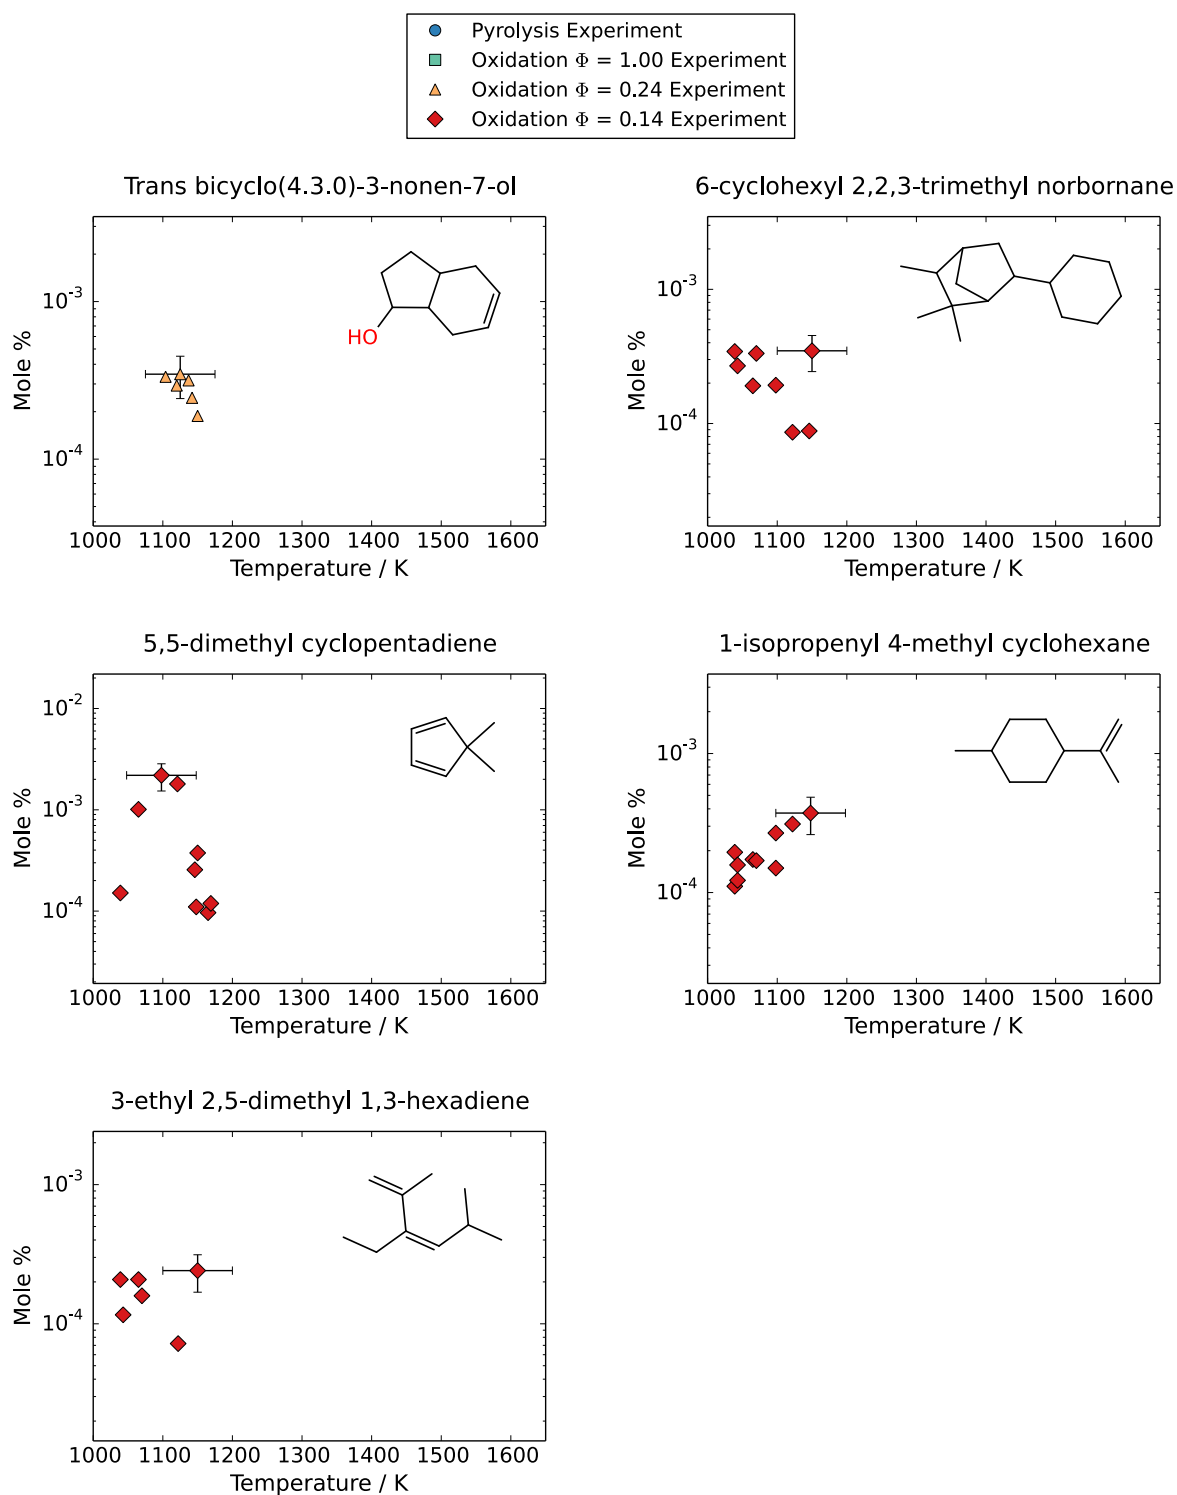 Pyrolysis Experiment
Oxidation Φ = 1.00 Experiment
Oxidation Φ = 0.24 Experiment
Oxidation Φ = 0.14 Experiment
Trans bicyclo(4.3.0)-3-nonen-7-ol
Mole %
10⁻³
10⁻⁴
HO
1000 1100 1200 1300 1400 1500 1600
Temperature / K
6-cyclohexyl 2,2,3-trimethyl norbornane
Mole %
10⁻³
10⁻⁴
1000 1100 1200 1300 1400 1500 1600
Temperature / K
5,5-dimethyl cyclopentadiene
Mole %
10⁻²
10⁻³
10⁻⁴
1000 1100 1200 1300 1400 1500 1600
Temperature / K
1-isopropenyl 4-methyl cyclohexane
Mole %
10⁻³
10⁻⁴
1000 1100 1200 1300 1400 1500 1600
Temperature / K
3-ethyl 2,5-dimethyl 1,3-hexadiene
Mole %
10⁻³
10⁻⁴
1000 1100 1200 1300 1400 1500 1600
Temperature / K